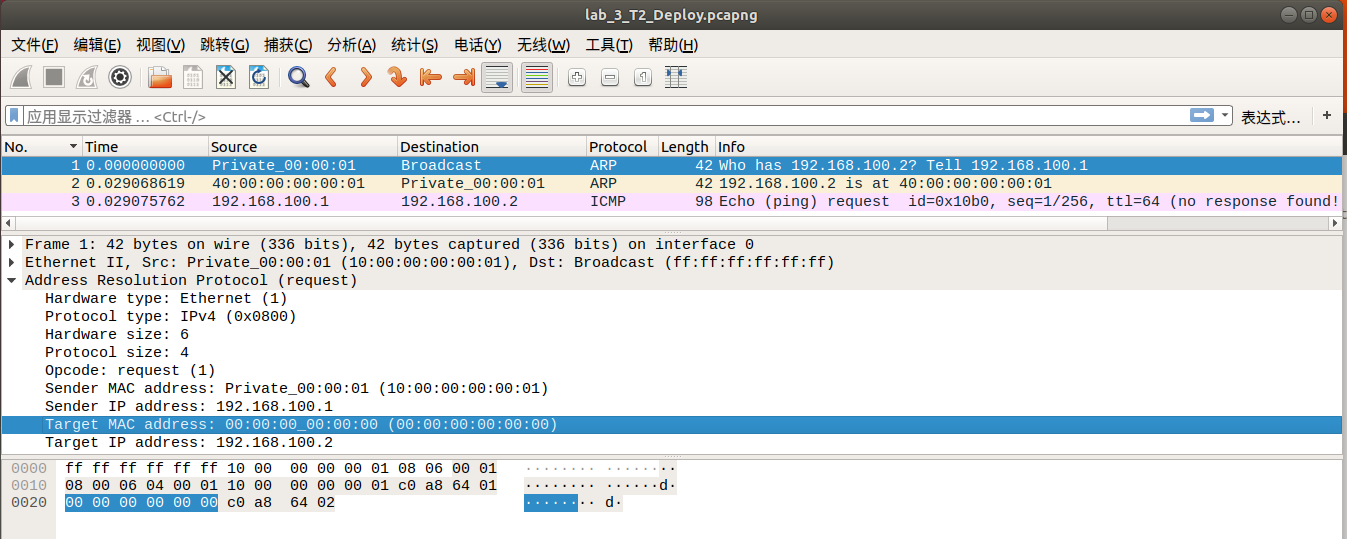 lab_3_T2_Deploy.pcapng
文件(F) 编辑(E) 视图(V) 跳转(G) 捕获(C) 分析(A) 统计(S) 电话(Y) 无线(W) 工具(T) 帮助(H)
应用显示过滤器 … <Ctrl-/> 表达式… +
No. Time Source Destination Protocol Length Info
1 0.000000000 Private_00:00:01 Broadcast ARP 42 Who has 192.168.100.2? Tell 192.168.100.1
2 0.029068619 40:00:00:00:00:01 Private_00:00:01 ARP 42 192.168.100.2 is at 40:00:00:00:00:01
3 0.029075762 192.168.100.1 192.168.100.2 ICMP 98 Echo (ping) request id=0x10b0, seq=1/256, ttl=64 (no response found!
Frame 1: 42 bytes on wire (336 bits), 42 bytes captured (336 bits) on interface 0
Ethernet II, Src: Private_00:00:01 (10:00:00:00:00:01), Dst: Broadcast (ff:ff:ff:ff:ff:ff)
Address Resolution Protocol (request)
Hardware type: Ethernet (1)
Protocol type: IPv4 (0x0800)
Hardware size: 6
Protocol size: 4
Opcode: request (1)
Sender MAC address: Private_00:00:01 (10:00:00:00:00:01)
Sender IP address: 192.168.100.1
Target MAC address: 00:00:00_00:00:00 (00:00:00:00:00:00)
Target IP address: 192.168.100.2
0000 ff ff ff ff ff ff 10 00 00 00 00 01 08 06 00 01 ········ ········
0010 08 00 06 04 00 01 10 00 00 00 00 01 c0 a8 64 01 ········ ······d·
0020 00 00 00 00 00 00 c0 a8 64 02 ········ d·